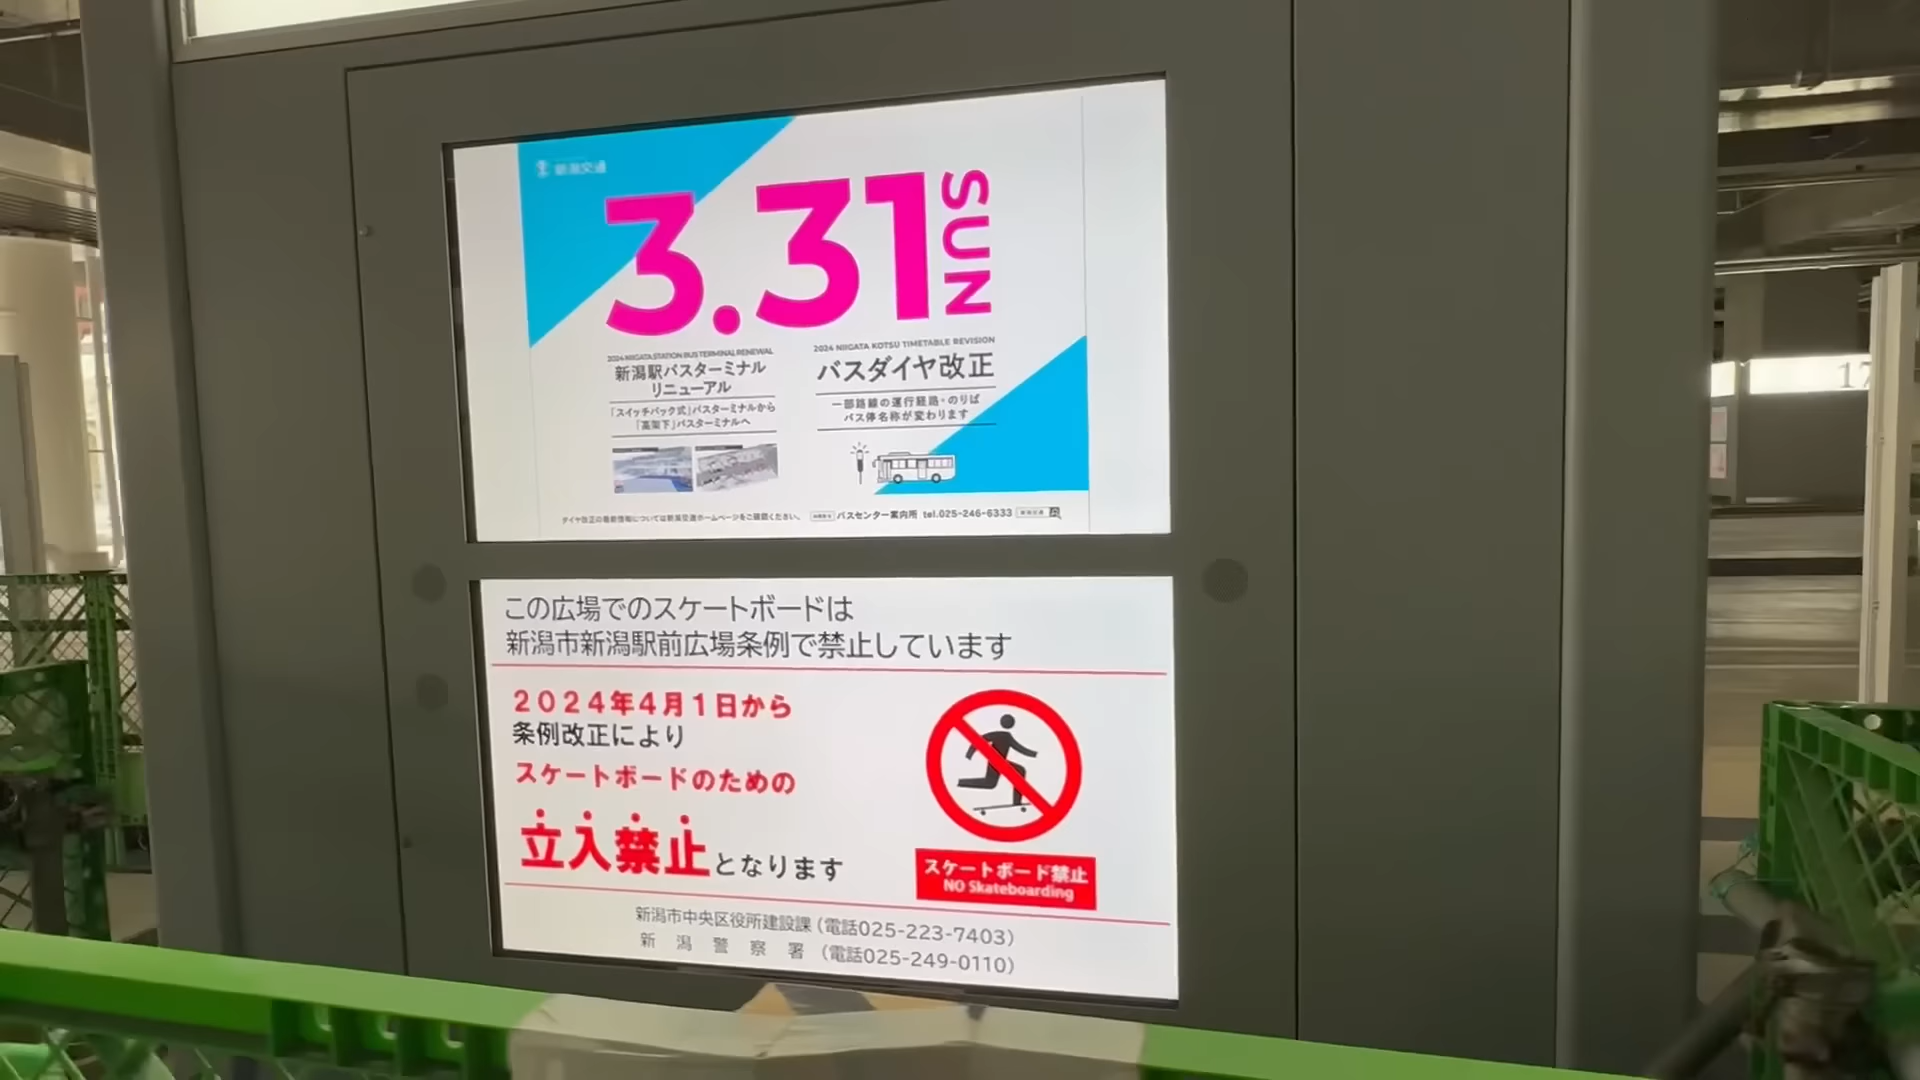 新潟交通
3.31 SUN
2024 NIIGATA STATION BUS TERMINAL RENEWAL
新潟駅バスターミナル
リニューアル
「スイッチバック式」バスターミナルから
「高架下」バスターミナルへ
2024 NIIGATA KOTSU TIMETABLE REVISION
バスダイヤ改正
一部路線の運行経路・のりば
バス停名称が変わります
ダイヤ改正の最新情報については新潟交通ホームページをご確認ください。
バスセンター案内所 tel.025-246-6333 新潟交通
この広場でのスケートボードは
新潟市新潟駅前広場条例で禁止しています
2024年4月1日から
条例改正により
スケートボードのための
立入禁止となります
スケートボード禁止
NO Skateboarding
新潟市中央区役所建設課(電話025-223-7403)
新潟警察署(電話025-249-0110)
17